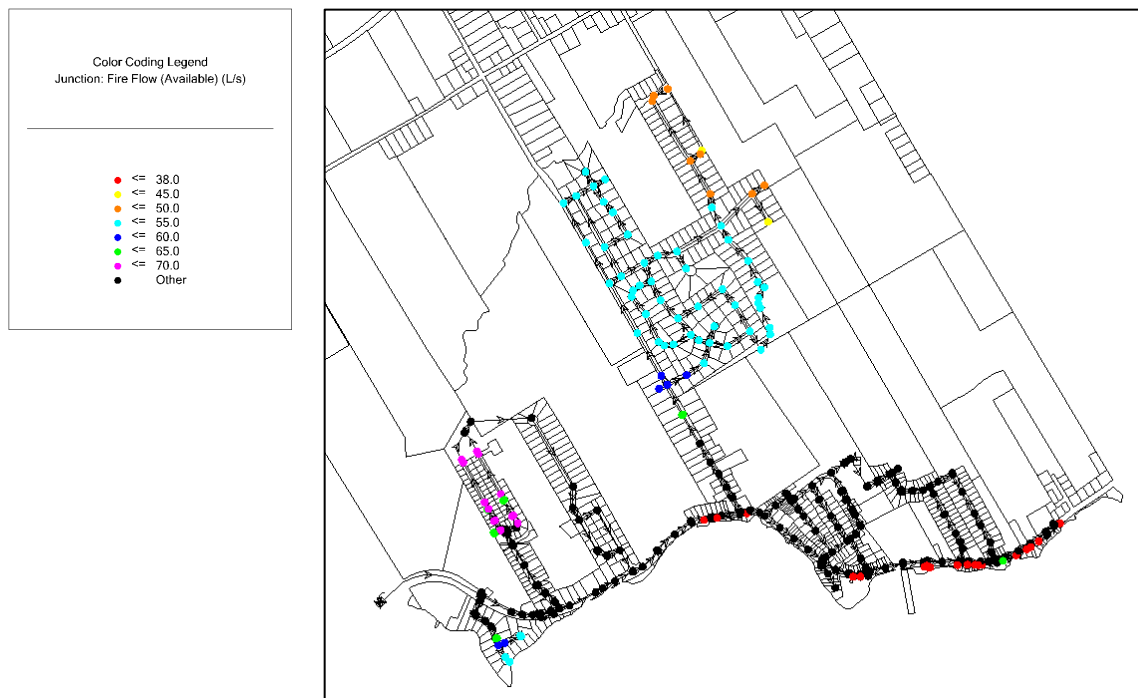 Color Coding Legend
Junction: Fire Flow (Available) (L/s)
<= 38.0
<= 45.0
<= 50.0
<= 55.0
<= 60.0
<= 65.0
<= 70.0
Other